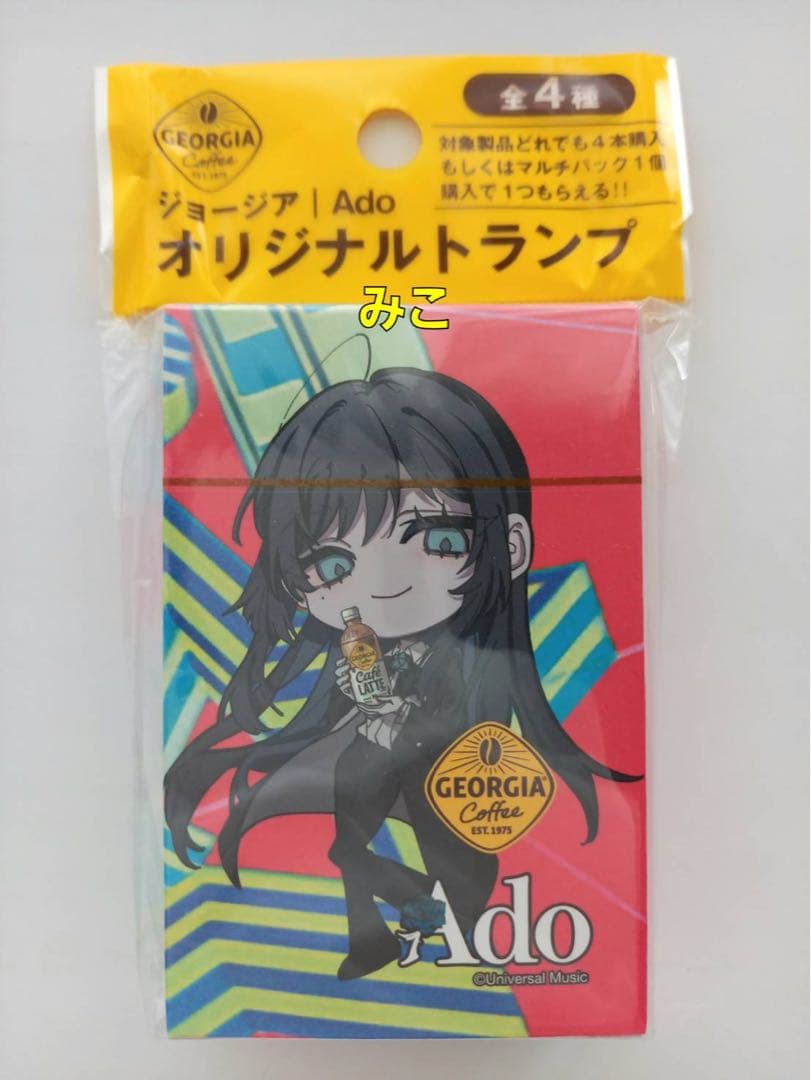 GEORGIA
Coffee
EST.1975
全4種
対象製品どれでも4本購入
もしくはマルチパック1個
購入で1つもらえる!!
ジョージア | Ado
オリジナルトランプ
みこ
GEORGIA
Café
LATTE
GEORGIA
Coffee
EST.1975
Ado
©Universal Music